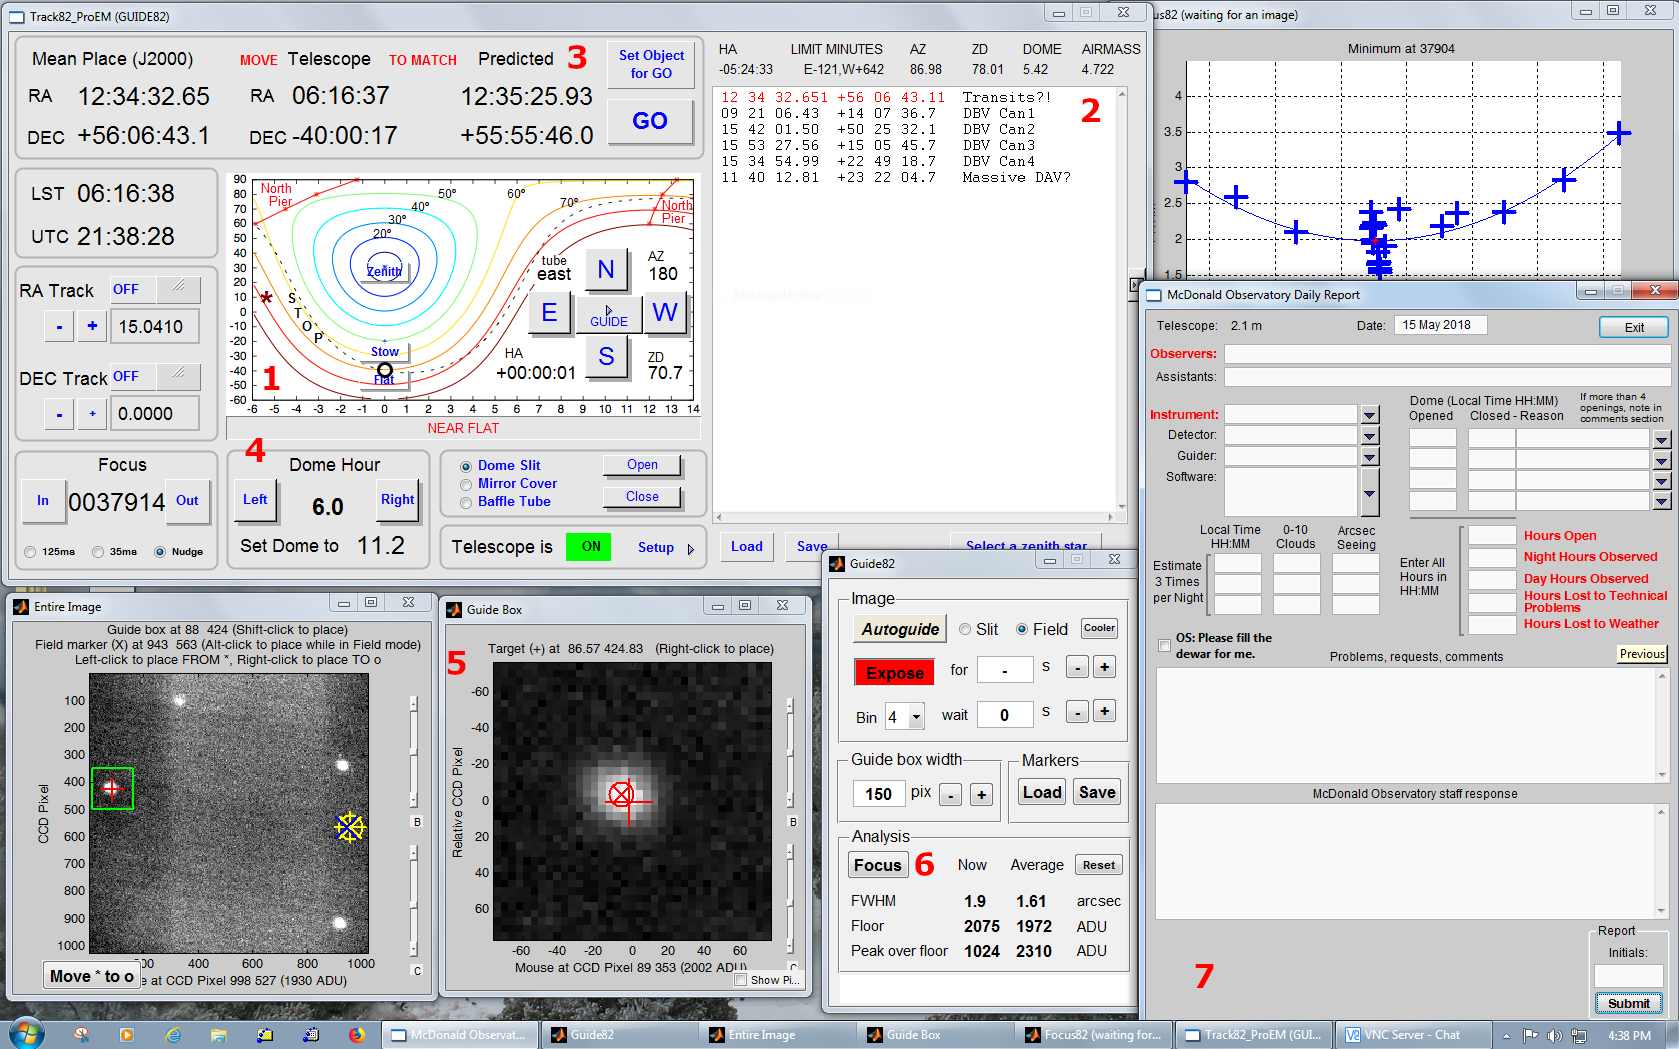 Track82_ProEM (GUIDE82)
Mean Place (J2000)
MOVE Telescope TO MATCH Predicted 3
RA 12:34:32.65 RA 06:16:37 12:35:25.93
DEC +56:06:43.1 DEC -40:00:17 +55:55:46.0
Set Object
for GO
GO
LST 06:16:38
UTC 21:38:28
RA Track OFF
- + 15.0410
DEC Track OFF
- + 0.0000
Focus
In 0037914 Out
125ms 35ms Nudge
North
Pier
50º 60º
40º 70º
30º
20º
North
Pier
Zenith
STOP
Stow
Flat
1
90
80
70
60
50
40
30
20
10
0
-10
-20
-30
-40
-50
-60
-6 -5 -4 -3 -2 -1 0 1 2 3 4 5 6 7 8 9 10 11 12 13 14
tube
east
N
E GUIDE W
S
AZ
180
HA
+00:00:01
ZD
70.7
NEAR FLAT
4
Dome Hour
Left 6.0 Right
Set Dome to 11.2
Dome Slit
Mirror Cover
Baffle Tube
Open
Close
Telescope is ON Setup
HA LIMIT MINUTES AZ ZD DOME AIRMASS
-05:24:33 E-121,W+642 86.98 78.01 5.42 4.722
12 34 32.651 +56 06 43.11 Transits?!
09 21 06.43 +14 07 36.7 DBV Can1
15 42 01.50 +50 25 32.1 DBV Can2
15 53 27.56 +15 05 45.7 DBV Can3
15 34 54.99 +22 49 18.7 DBV Can4
11 40 12.81 +23 22 04.7 Massive DAV?
2
Rectangular Snip
Load Save Select a zenith star
cus82 (waiting for an image)
Minimum at 37904
4
3.5
3
2.5
2
1.5
McDonald Observatory Daily Report
Telescope: 2.1 m Date: 15 May 2018 Exit
Observers:
Assistants:
Instrument:
Detector:
Guider:
Software:
Dome (Local Time HH:MM)
Opened Closed - Reason
If more than 4
openings, note in
comments section
Local Time
HH:MM
0-10
Clouds
Arcsec
Seeing
Estimate
3 Times
per Night
Enter All
Hours in
HH:MM
Hours Open
Night Hours Observed
Day Hours Observed
Hours Lost to Technical
Problems
Hours Lost to Weather
OS: Please fill the
dewar for me.
Problems, requests, comments
Previous
McDonald Observatory staff response
7
Report
Initials:
Submit
Entire Image
Guide box at 88 424 (Shift-click to place)
Field marker (X) at 943 563 (Alt-click to place while in Field mode)
Left-click to place FROM *, Right-click to place TO o
CCD Pixel
100
200
300
400
500
600
700
800
900
1000
B
C
200 400 600 800 1000
Move * to o
e at CCD Pixel 998 527 (1930 ADU)
Guide Box
5
Target (+) at 86.57 424.83 (Right-click to place)
Relative CCD Pixel
-60
-40
-20
0
20
40
60
-60 -40 -20 0 20 40 60
B
C
Mouse at CCD Pixel 89 353 (2002 ADU)
Show Pi...
Guide82
Image
Autoguide Slit Field Cooler
Expose for - s - +
Bin 4 wait 0 s - +
Guide box width
150 pix - +
Markers
Load Save
Analysis
Focus 6 Now Average Reset
FWHM 1.9 1.61 arcsec
Floor 2075 1972 ADU
Peak over floor 1024 2310 ADU
McDonald Observat...
Guide82
Entire Image
Guide Box
Focus82 (waiting for...
Track82_ProEM (GUI...
VNC Server - Chat
4:38 PM